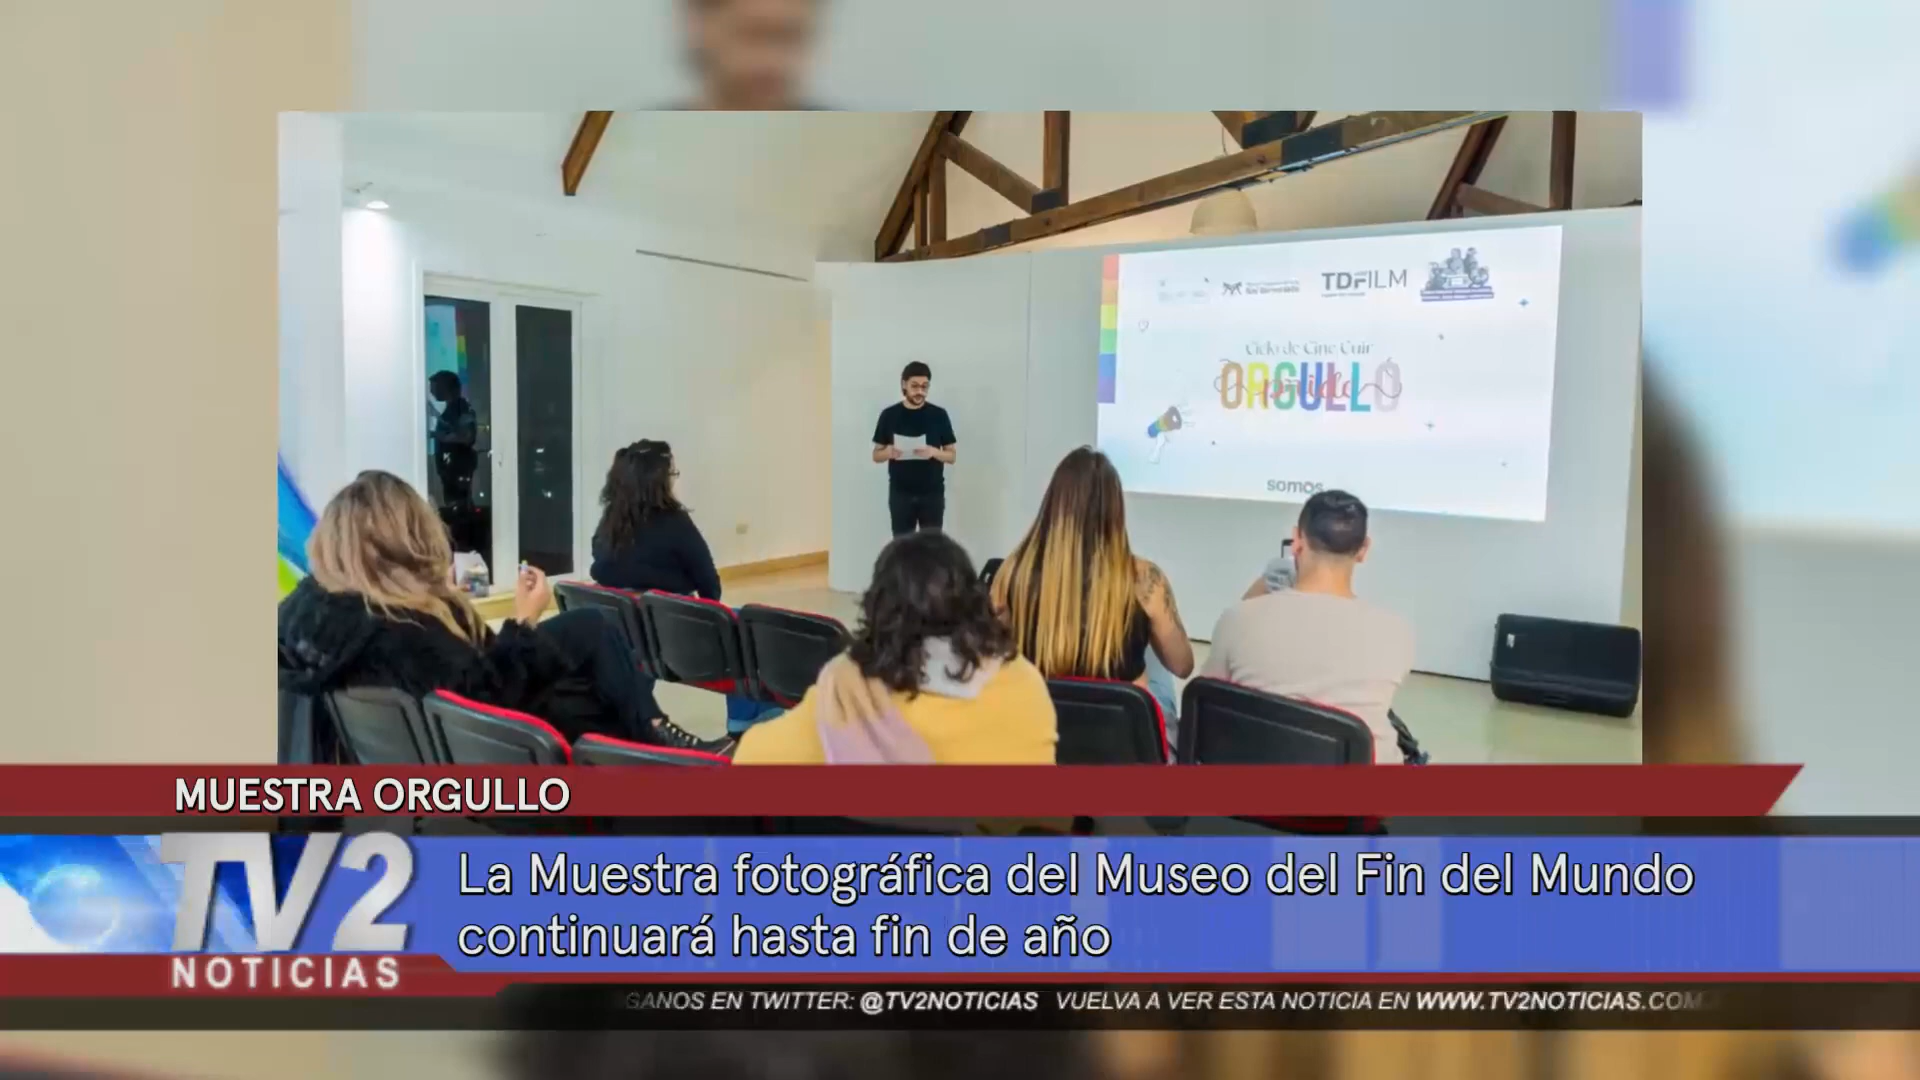 TDFILM
Ciclo de Cine Cuir
ORGULLO
pride
somos
MUESTRA ORGULLO
TV2
NOTICIAS
La Muestra fotográfica del Museo del Fin del Mundo
continuará hasta fin de año
GANOS EN TWITTER: @TV2NOTICIAS VUELVA A VER ESTA NOTICIA EN WWW.TV2NOTICIAS.COM